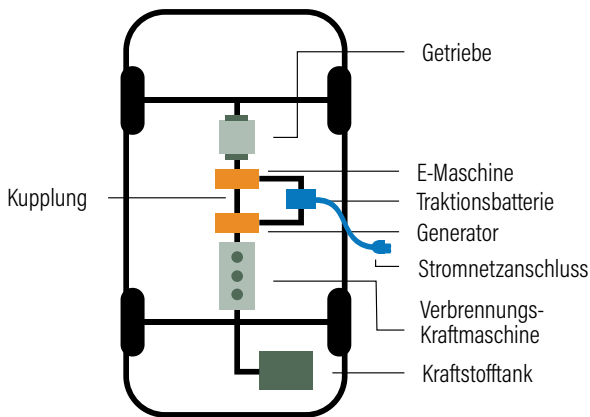 Getriebe
E-Maschine
Kupplung
Traktionsbatterie
Generator
Stromnetzanschluss
Verbrennungs-
Kraftmaschine
Kraftstofftank